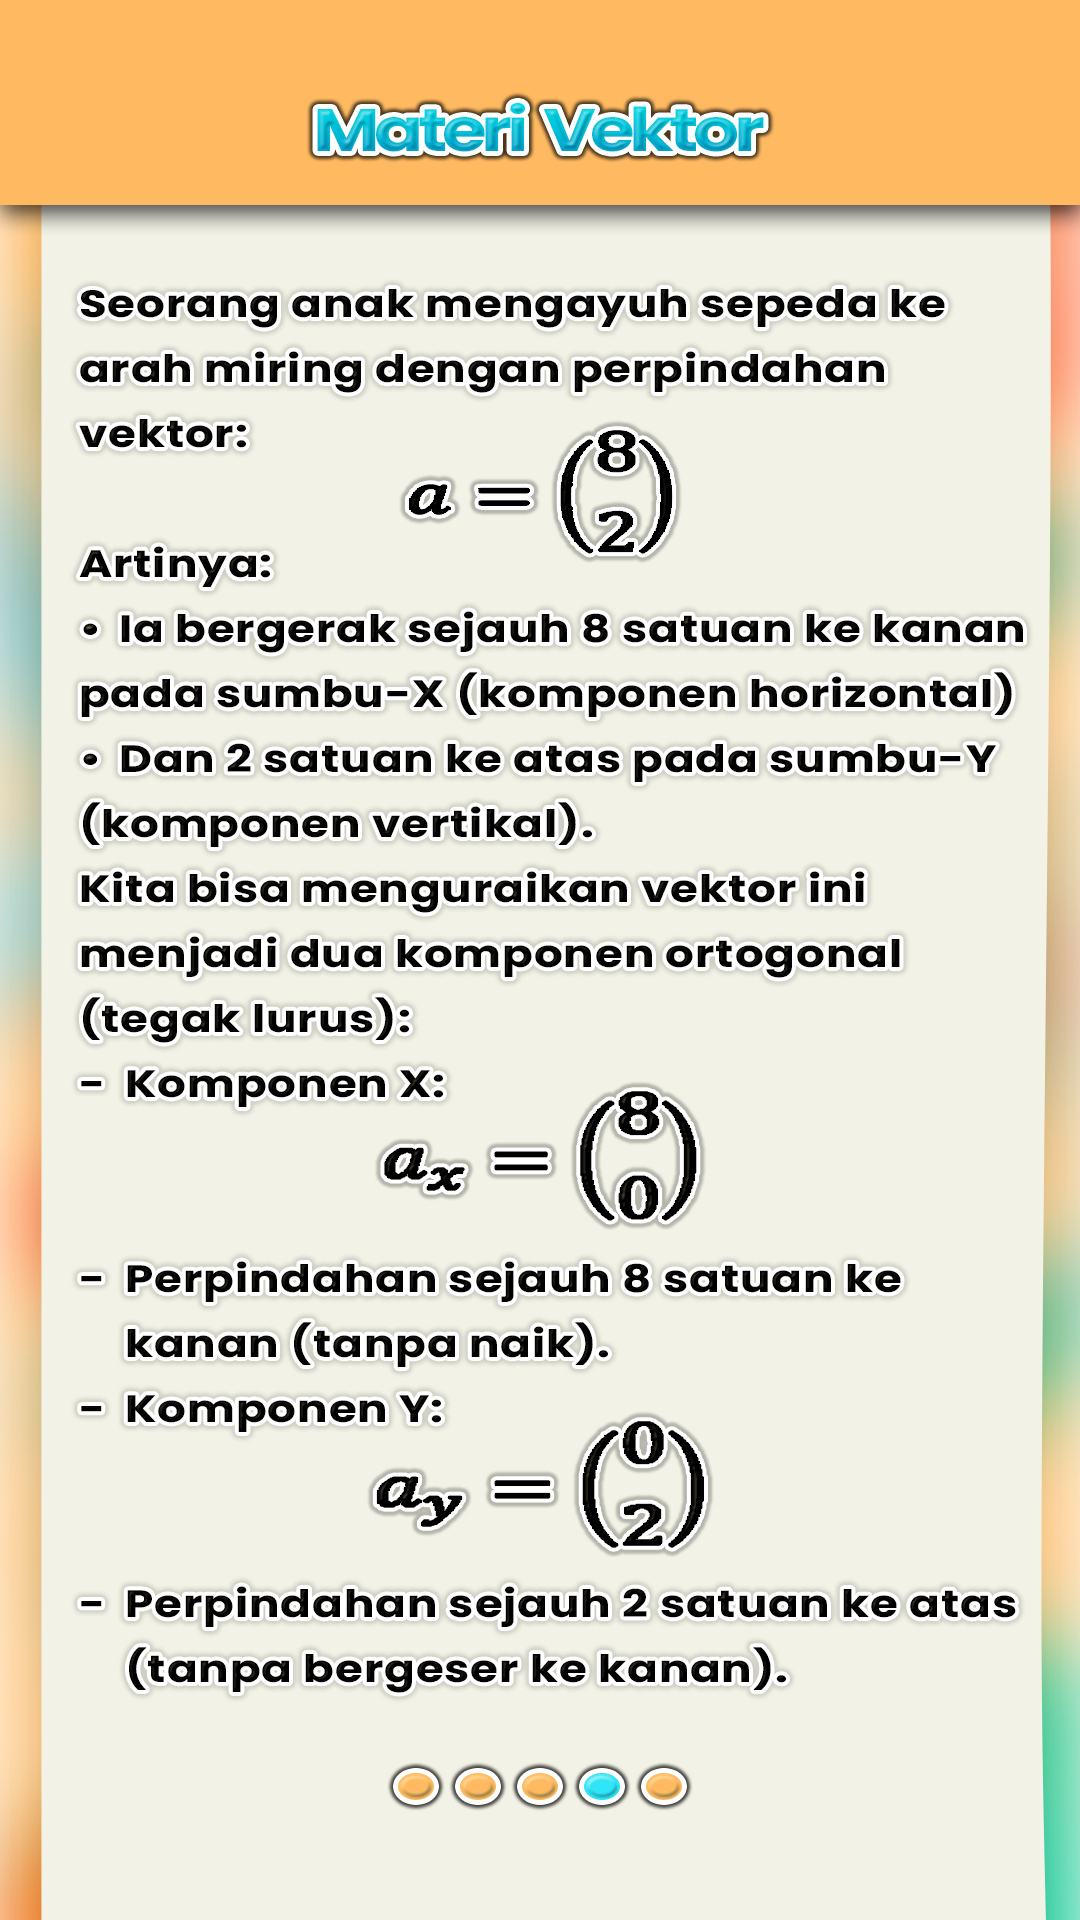 Materi Vektor
Seorang anak mengayuh sepeda ke
arah miring dengan perpindahan
vektor:
a = (8
2)
Artinya:
• Ia bergerak sejauh 8 satuan ke kanan
pada sumbu-X (komponen horizontal)
• Dan 2 satuan ke atas pada sumbu-Y
(komponen vertikal).
Kita bisa menguraikan vektor ini
menjadi dua komponen ortogonal
(tegak lurus):
- Komponen X:
aₓ = (8
0)
- Perpindahan sejauh 8 satuan ke
kanan (tanpa naik).
- Komponen Y:
a_y = (0
2)
- Perpindahan sejauh 2 satuan ke atas
(tanpa bergeser ke kanan).